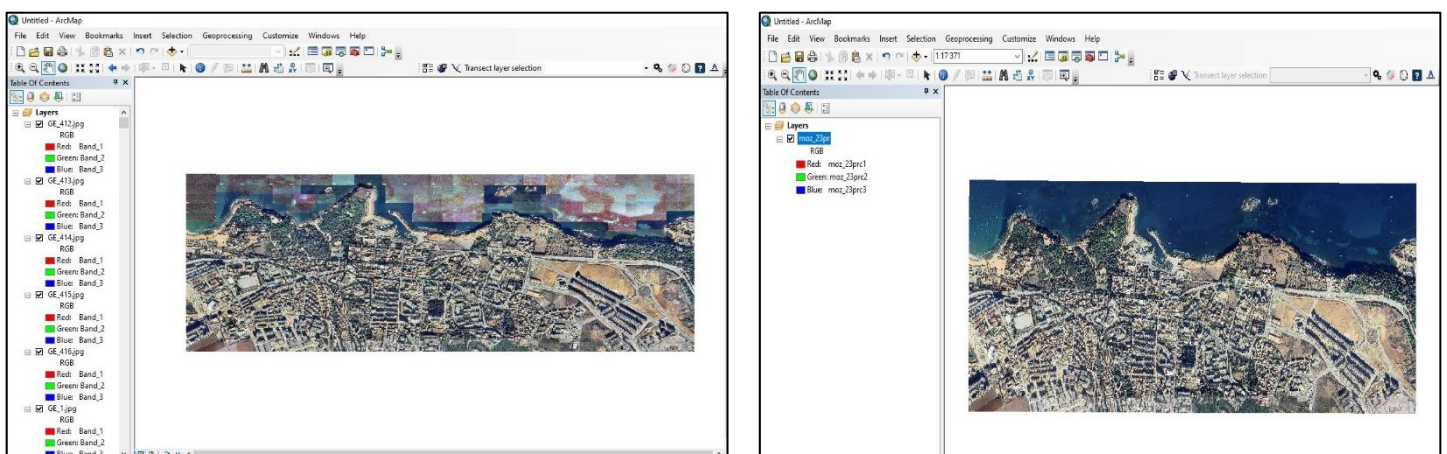 Untitled - ArcMap
File Edit View Bookmarks Insert Selection Geoprocessing Customize Windows Help
Transect layer selection
Table Of Contents
Layers
GE_412.jpg
RGB
Red: Band_1
Green: Band_2
Blue: Band_3
GE_413.jpg
RGB
Red: Band_1
Green: Band_2
Blue: Band_3
GE_414.jpg
RGB
Red: Band_1
Green: Band_2
Blue: Band_3
GE_415.jpg
RGB
Red: Band_1
Green: Band_2
Blue: Band_3
GE_416.jpg
RGB
Red: Band_1
Green: Band_2
Blue: Band_3
GE_1.jpg
RGB
Red: Band_1
Green: Band_2
Blue: Band_3
Untitled - ArcMap
File Edit View Bookmarks Insert Selection Geoprocessing Customize Windows Help
1:17 371
Transect layer selection
Table Of Contents
Layers
moz_23pr
RGB
Red: moz_23prc1
Green: moz_23prc2
Blue: moz_23prc3